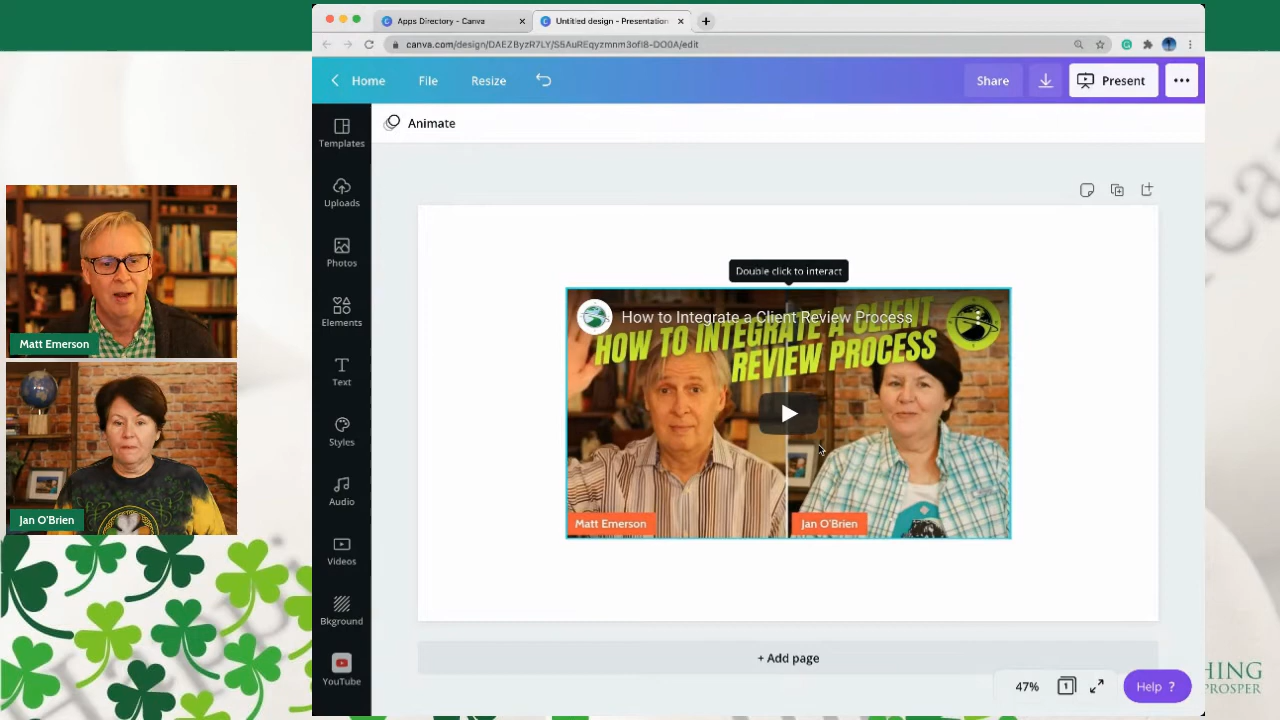 Apps Directory - Canva
Untitled design - Presentation
canva.com/design/DAEZByzR7LY/S5AuREqyzmnm3ofI8-DO0A/edit
Home
File
Resize
Share
Present
Templates
Animate
Uploads
Photos
Elements
Text
Styles
Audio
Videos
Bkground
YouTube
Double click to interact
How to Integrate a Client Review Process
HOW TO INTEGRATE A CLIENT
REVIEW PROCESS
Matt Emerson
Jan O'Brien
+ Add page
47%
1
Help ?
Matt Emerson
Jan O'Brien
HING
PROSPER